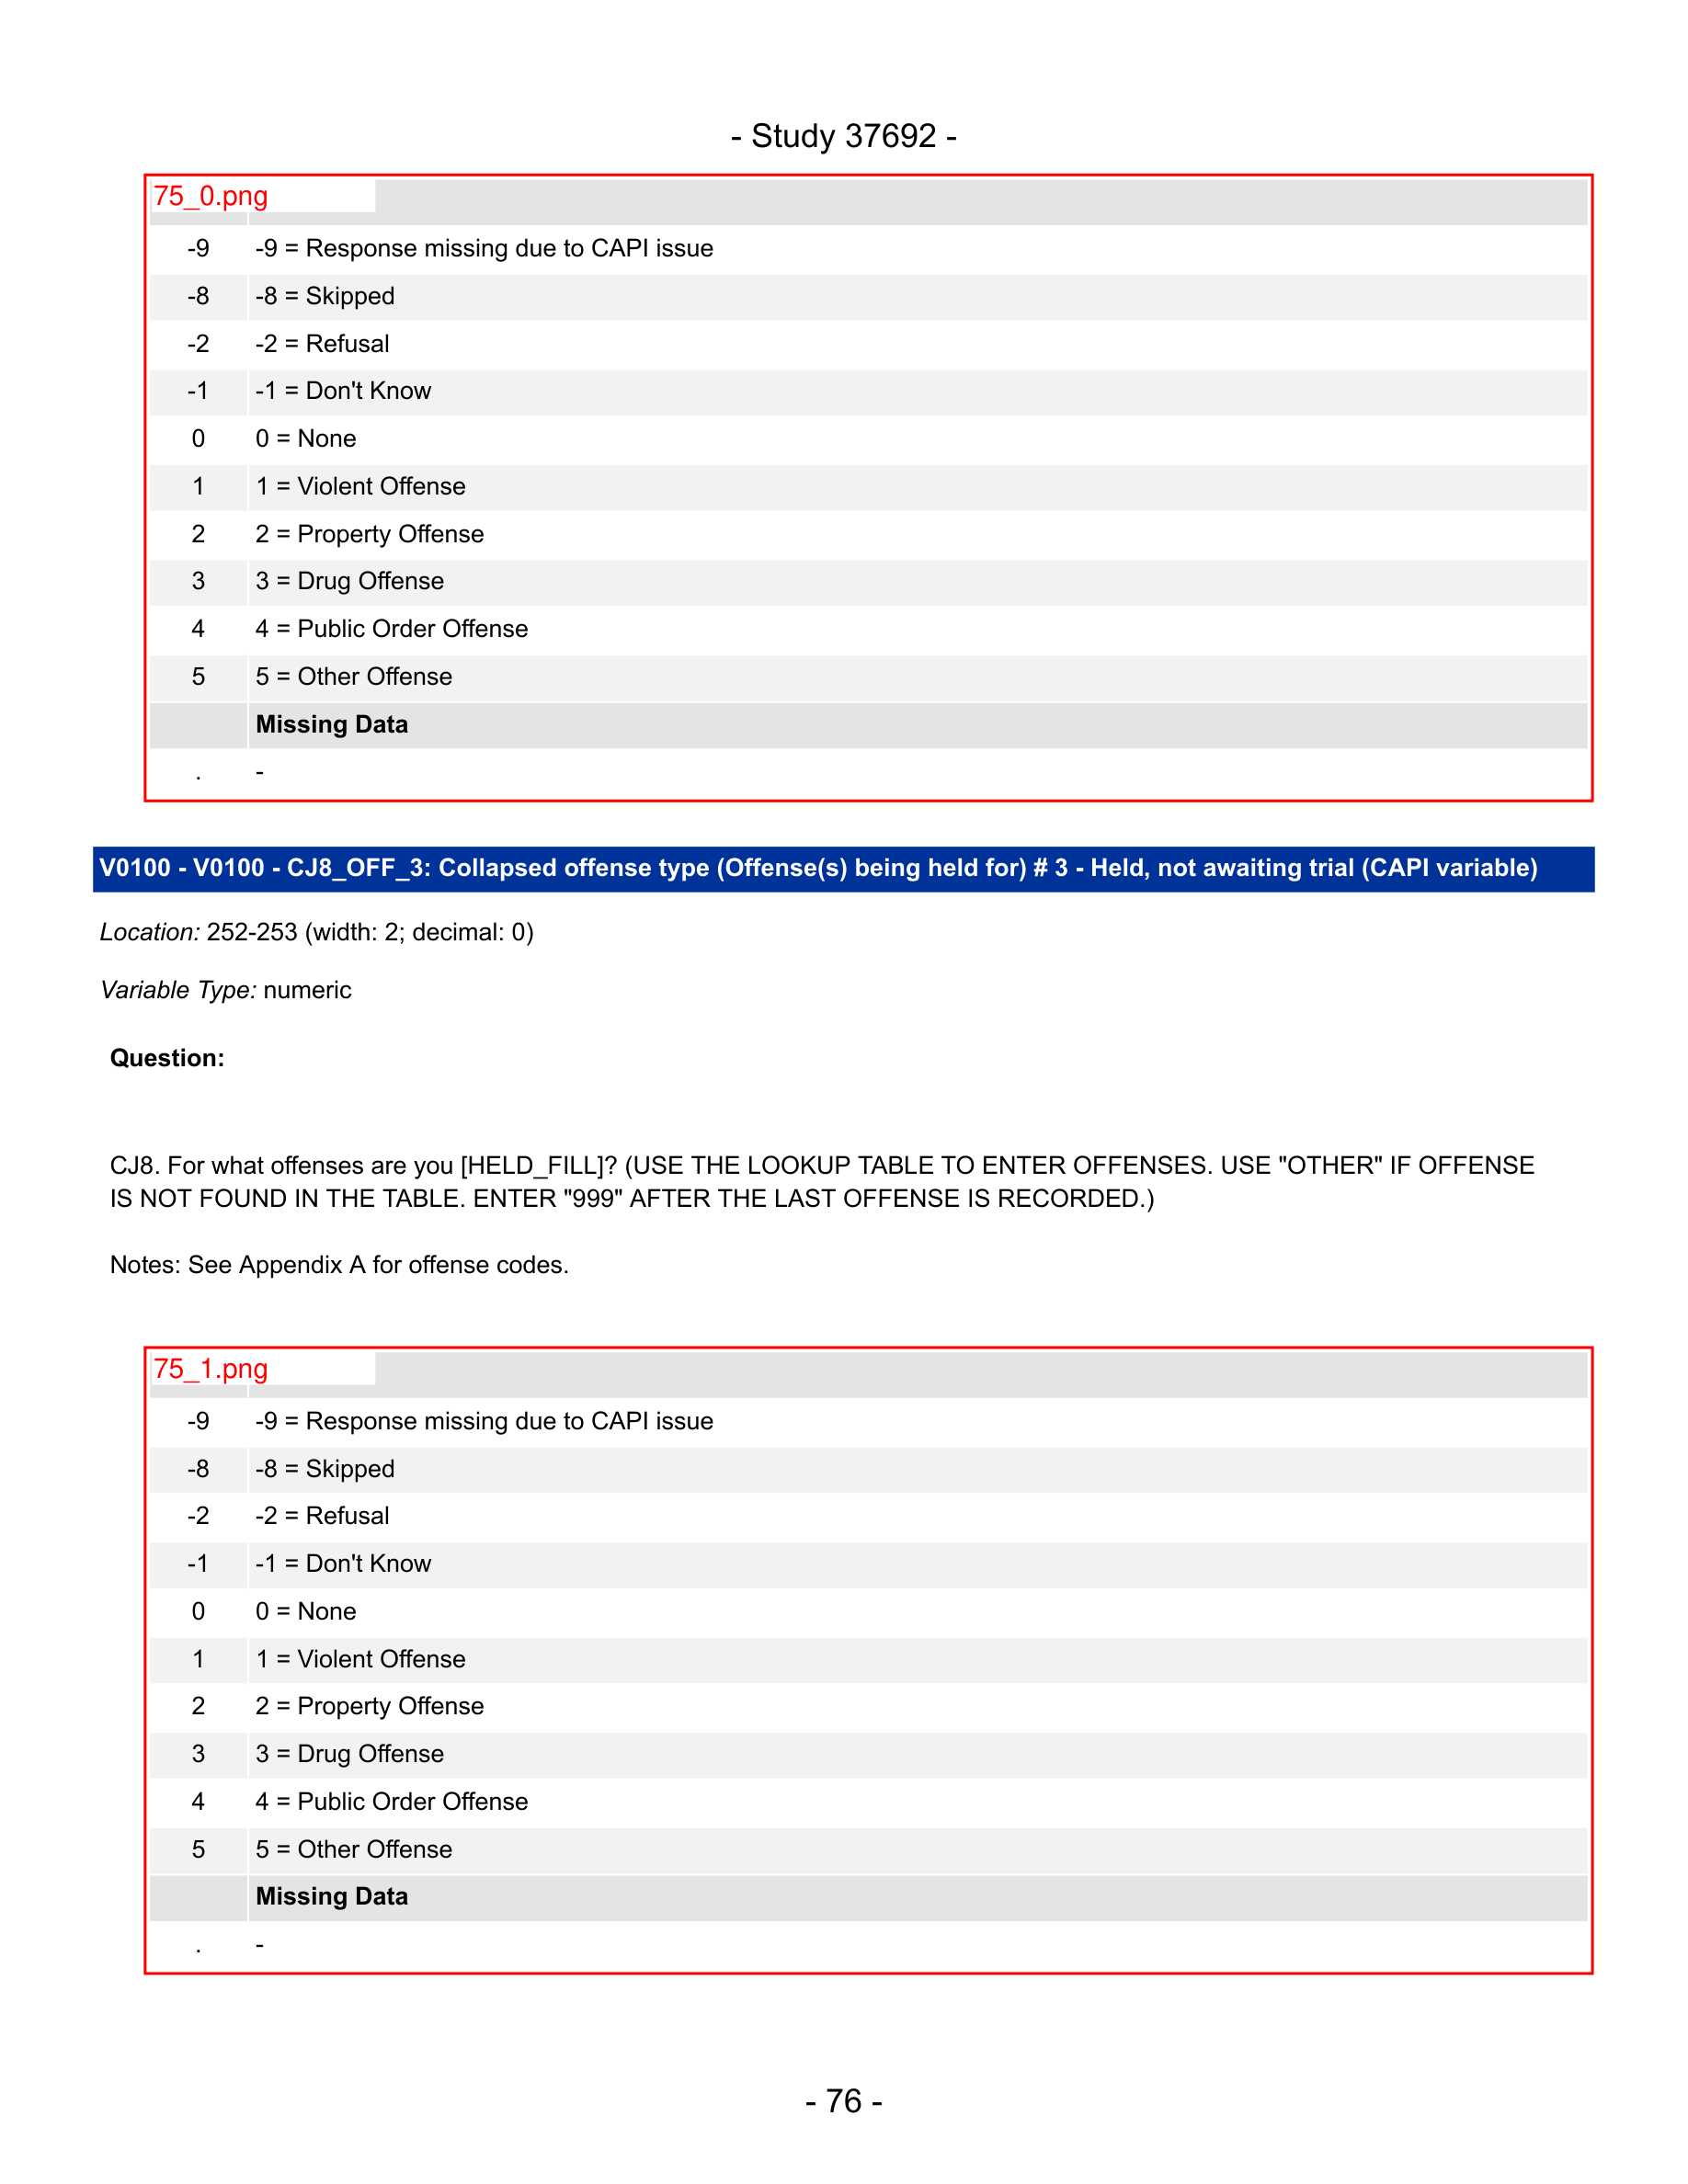 - Study 37692 -
75_0.png
-9 -9 = Response missing due to CAPI issue
-8 -8 = Skipped
-2 -2 = Refusal
-1 -1 = Don't Know
0 0 = None
1 1 = Violent Offense
2 2 = Property Offense
3 3 = Drug Offense
4 4 = Public Order Offense
5 5 = Other Offense
Missing Data
. -
V0100 - V0100 - CJ8_OFF_3: Collapsed offense type (Offense(s) being held for) # 3 - Held, not awaiting trial (CAPI variable)
Location: 252-253 (width: 2; decimal: 0)
Variable Type: numeric
Question:
CJ8. For what offenses are you [HELD_FILL]? (USE THE LOOKUP TABLE TO ENTER OFFENSES. USE "OTHER" IF OFFENSE
IS NOT FOUND IN THE TABLE. ENTER "999" AFTER THE LAST OFFENSE IS RECORDED.)
Notes: See Appendix A for offense codes.
75_1.png
-9 -9 = Response missing due to CAPI issue
-8 -8 = Skipped
-2 -2 = Refusal
-1 -1 = Don't Know
0 0 = None
1 1 = Violent Offense
2 2 = Property Offense
3 3 = Drug Offense
4 4 = Public Order Offense
5 5 = Other Offense
Missing Data
. -
- 76 -